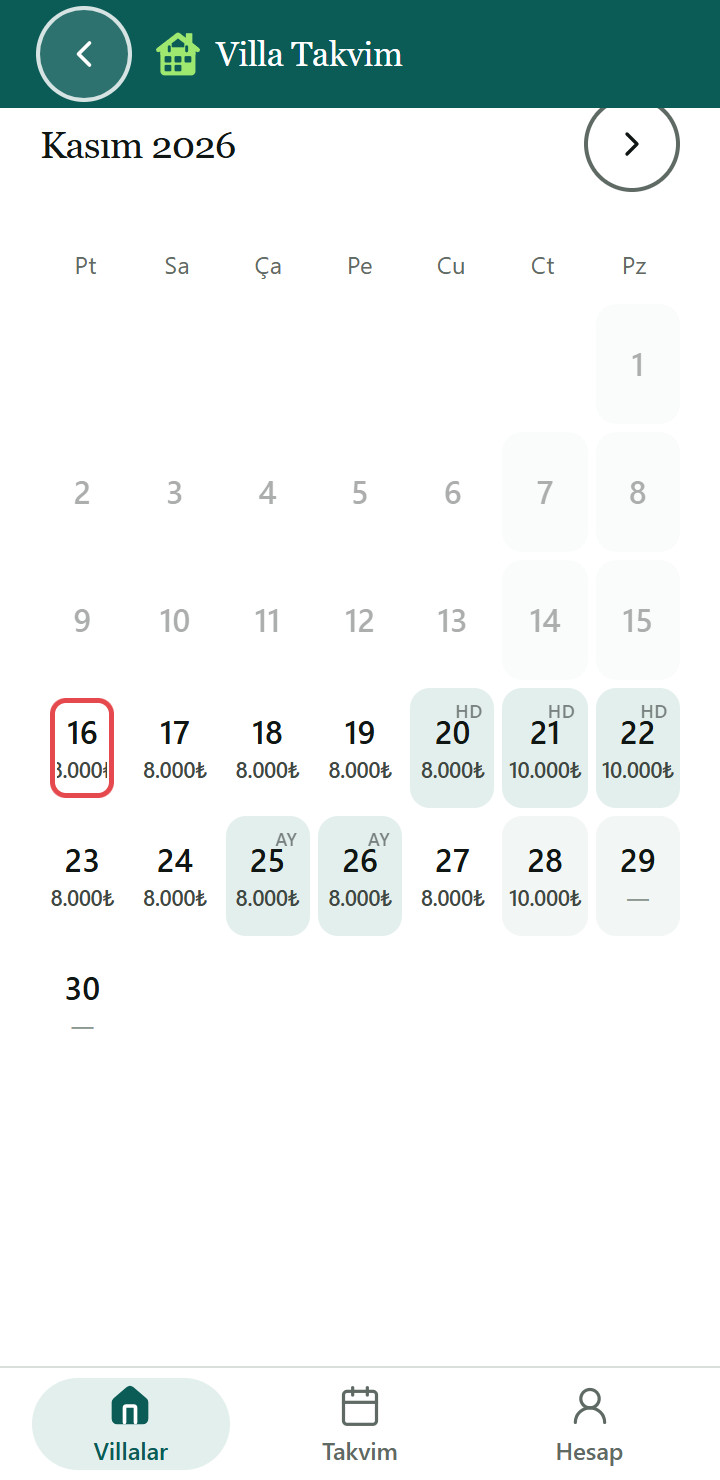 Villa Takvim
Kasım 2026
Pt Sa Ça Pe Cu Ct Pz
1
2 3 4 5 6 7 8
9 10 11 12 13 14 15
HD HD HD
16 17 18 19 20 21 22
8.000₺ 8.000₺ 8.000₺ 8.000₺ 10.000₺ 10.000₺
AY AY
23 24 25 26 27 28 29
8.000₺ 8.000₺ 8.000₺ 8.000₺ 8.000₺ 10.000₺ —
30
—
Villalar Takvim Hesap